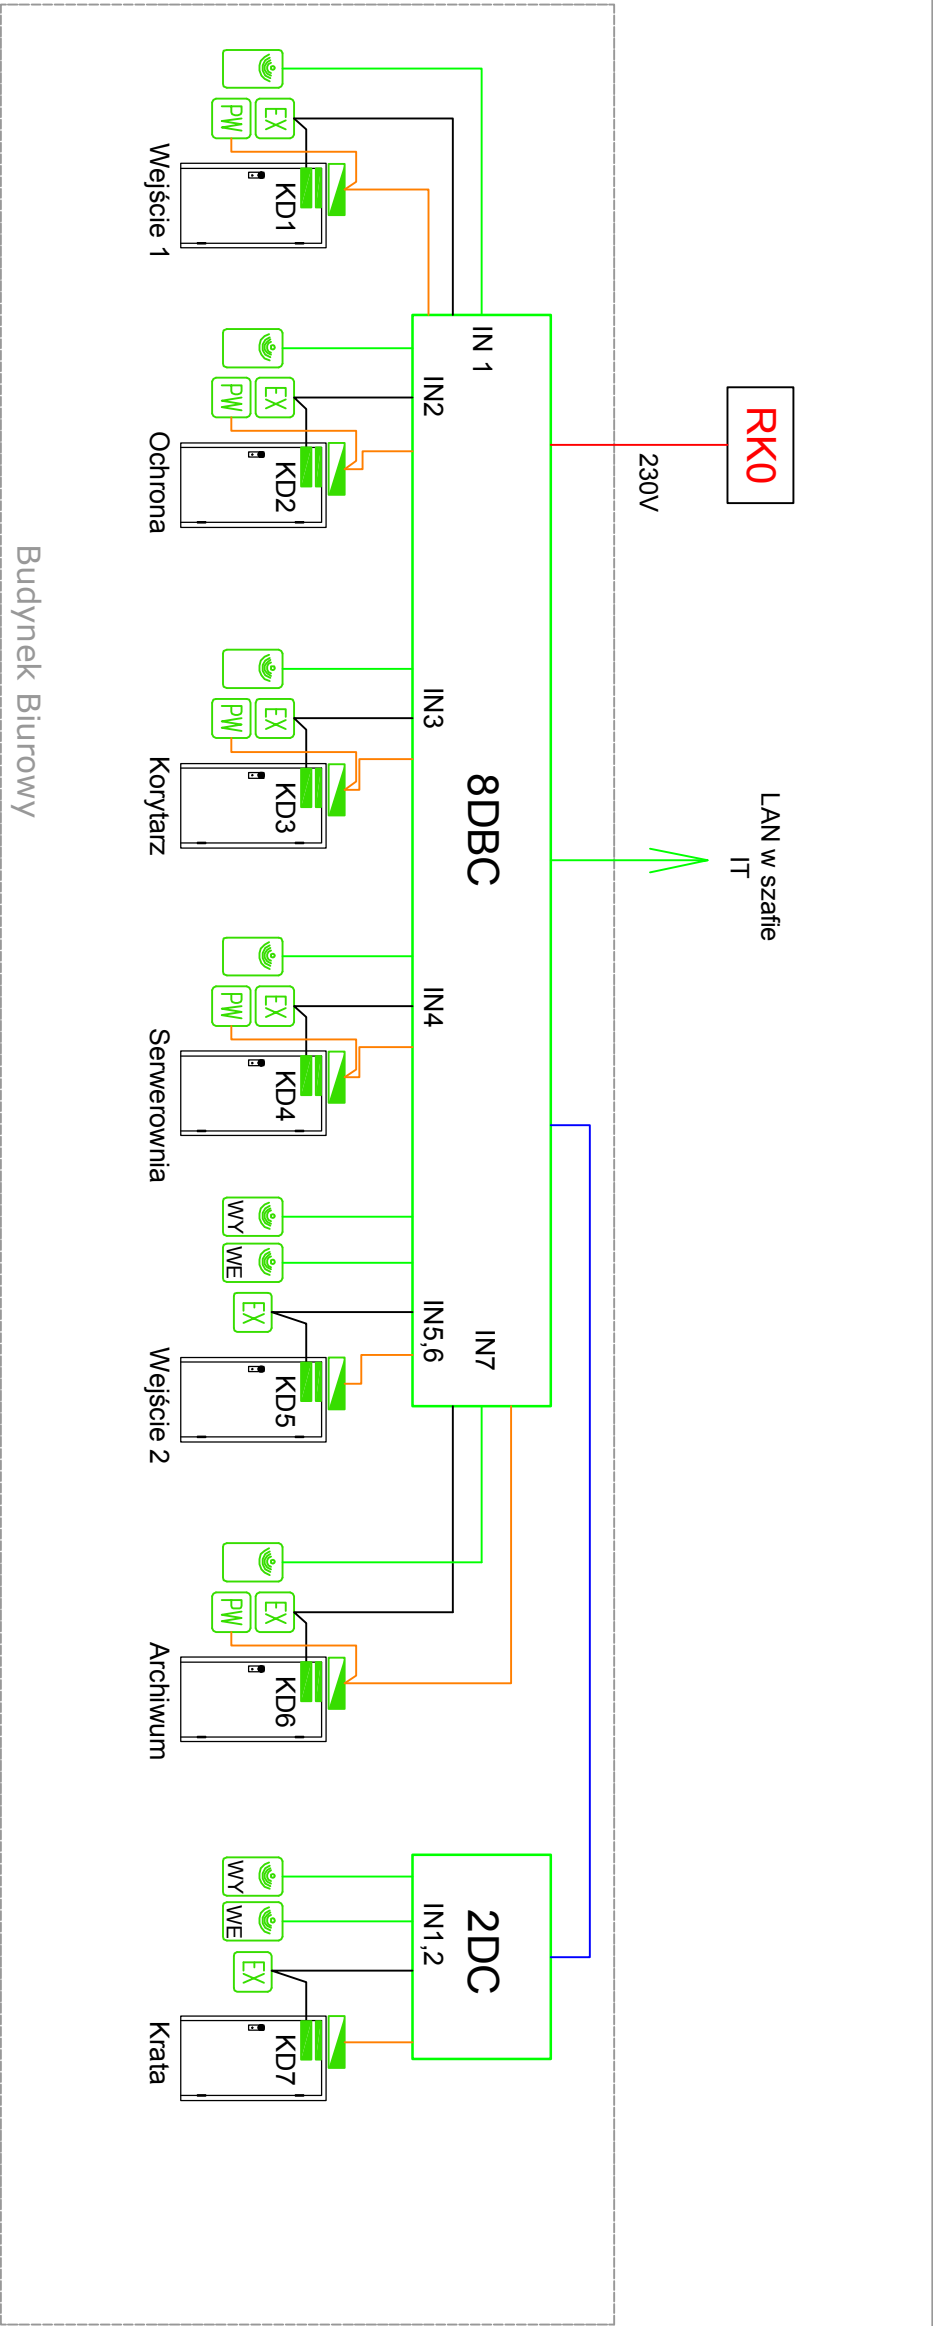 RK0
230V
LAN w szafie
IT
IN 1
IN2
IN3
IN4
IN5,6
IN7
8DBC
2DC
IN1,2
EX
PW
KD1
Wejście 1
EX
PW
KD2
Ochrona
EX
PW
KD3
Korytarz
EX
PW
KD4
Serwerownia
WY
WE
EX
KD5
Wejście 2
EX
PW
KD6
Archiwum
WY
WE
EX
KD7
Krata
Budynek Biurowy